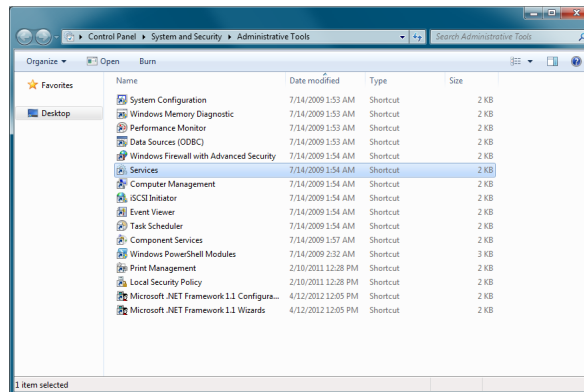 Control Panel ▸ System and Security ▸ Administrative Tools
Search Administrative Tools
Organize Open Burn
Favorites
Desktop
Name Date modified Type Size
System Configuration 7/14/2009 1:53 AM Shortcut 2 KB
Windows Memory Diagnostic 7/14/2009 1:53 AM Shortcut 2 KB
Performance Monitor 7/14/2009 1:53 AM Shortcut 2 KB
Data Sources (ODBC) 7/14/2009 1:53 AM Shortcut 2 KB
Windows Firewall with Advanced Security 7/14/2009 1:54 AM Shortcut 2 KB
Services 7/14/2009 1:54 AM Shortcut 2 KB
Computer Management 7/14/2009 1:54 AM Shortcut 2 KB
iSCSI Initiator 7/14/2009 1:54 AM Shortcut 2 KB
Event Viewer 7/14/2009 1:54 AM Shortcut 2 KB
Task Scheduler 7/14/2009 1:54 AM Shortcut 2 KB
Component Services 7/14/2009 1:57 AM Shortcut 2 KB
Windows PowerShell Modules 7/14/2009 2:32 AM Shortcut 3 KB
Print Management 2/10/2011 12:28 PM Shortcut 2 KB
Local Security Policy 2/10/2011 12:28 PM Shortcut 2 KB
Microsoft .NET Framework 1.1 Configura... 4/12/2012 12:05 PM Shortcut 2 KB
Microsoft .NET Framework 1.1 Wizards 4/12/2012 12:05 PM Shortcut 2 KB
1 item selected